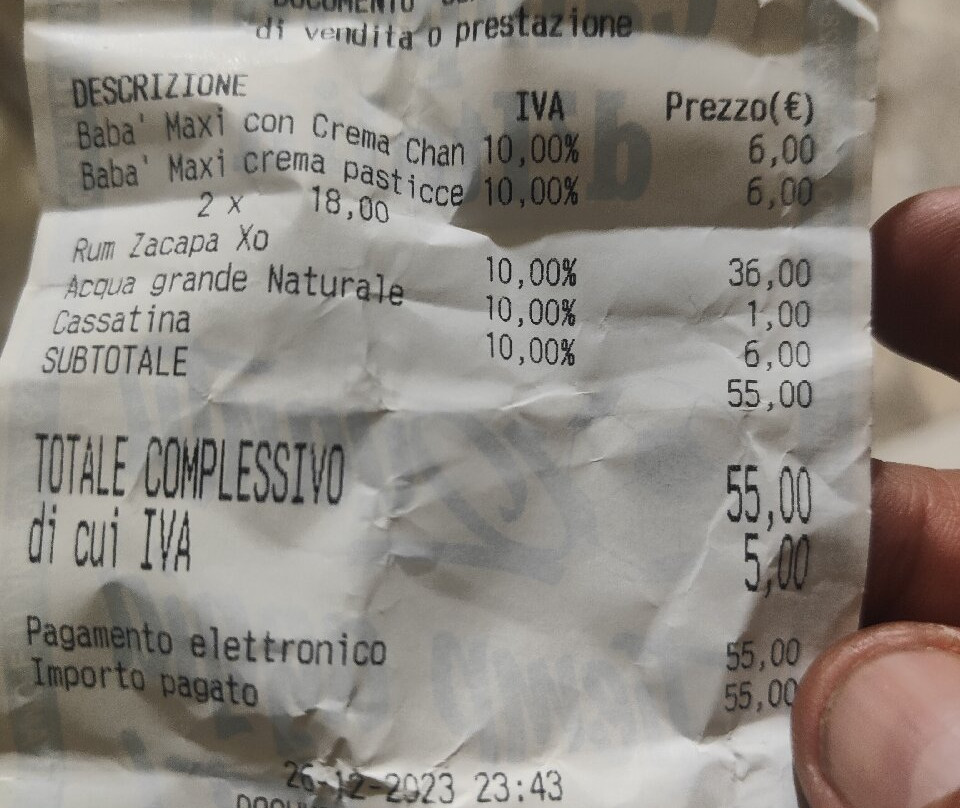 DOCUMENTO
di vendita o prestazione
DESCRIZIONE IVA Prezzo(€)
Baba' Maxi con Crema Chan 10,00% 6,00
Baba' Maxi crema pasticce 10,00% 6,00
2 x 18,00
Rum Zacapa Xo 10,00% 36,00
Acqua grande Naturale 10,00% 1,00
Cassatina 10,00% 6,00
SUBTOTALE 55,00
TOTALE COMPLESSIVO 55,00
di cui IVA 5,00
Pagamento elettronico 55,00
Importo pagato 55,00
26-12-2023 23:43